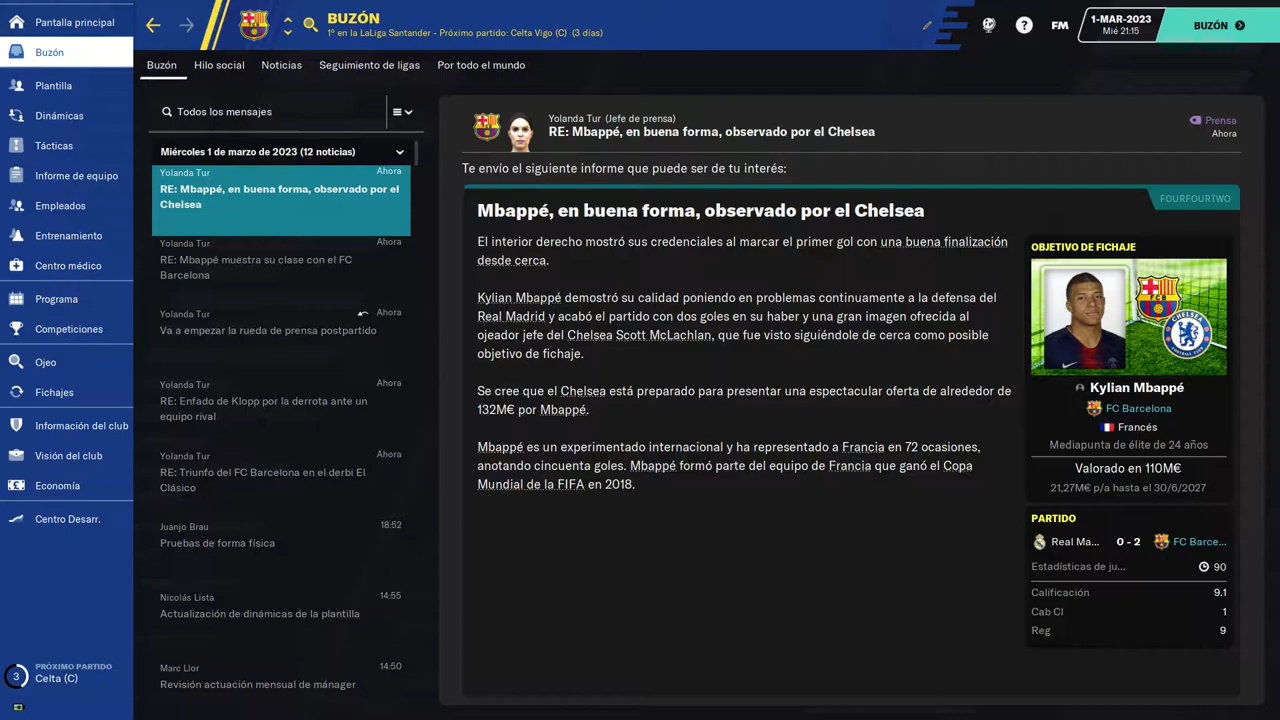 Pantalla principal
Buzón
Plantilla
Dinámicas
Tácticas
Informe de equipo
Empleados
Entrenamiento
Centro médico
Programa
Competiciones
Ojeo
Fichajes
Información del club
Visión del club
Economía
Centro Desarr.
3
PRÓXIMO PARTIDO
Celta (C)
BUZÓN
1º en la LaLiga Santander - Próximo partido: Celta Vigo (C) (3 días)
?
FM
1-MAR-2023
Mié 21:15
BUZÓN
Buzón
Hilo social
Noticias
Seguimiento de ligas
Por todo el mundo
Todos los mensajes
Miércoles 1 de marzo de 2023 (12 noticias)
Yolanda Tur Ahora
RE: Mbappé, en buena forma, observado por el
Chelsea
Yolanda Tur Ahora
RE: Mbappé muestra su clase con el FC
Barcelona
Yolanda Tur Ahora
Va a empezar la rueda de prensa postpartido
Yolanda Tur Ahora
RE: Enfado de Klopp por la derrota ante un
equipo rival
Yolanda Tur Ahora
RE: Triunfo del FC Barcelona en el derbi El
Clásico
Juanjo Brau 18:52
Pruebas de forma física
Nicolás Lista 14:55
Actualización de dinámicas de la plantilla
Marc Llor 14:50
Revisión actuación mensual de mánager
Yolanda Tur (Jefe de prensa)
RE: Mbappé, en buena forma, observado por el Chelsea
Prensa
Ahora
Te envío el siguiente informe que puede ser de tu interés:
FOURFOURTWO
Mbappé, en buena forma, observado por el Chelsea
El interior derecho mostró sus credenciales al marcar el primer gol con una buena finalización
desde cerca.
Kylian Mbappé demostró su calidad poniendo en problemas continuamente a la defensa del
Real Madrid y acabó el partido con dos goles en su haber y una gran imagen ofrecida al
ojeador jefe del Chelsea Scott McLachlan, que fue visto siguiéndole de cerca como posible
objetivo de fichaje.
Se cree que el Chelsea está preparado para presentar una espectacular oferta de alrededor de
132M€ por Mbappé.
Mbappé es un experimentado internacional y ha representado a Francia en 72 ocasiones,
anotando cincuenta goles. Mbappé formó parte del equipo de Francia que ganó el Copa
Mundial de la FIFA en 2018.
OBJETIVO DE FICHAJE
Kylian Mbappé
FC Barcelona
Francés
Mediapunta de élite de 24 años
Valorado en 110M€
21,27M€ p/a hasta el 30/6/2027
PARTIDO
Real Ma... 0 - 2 FC Barce...
Estadísticas de ju... 90
Calificación 9.1
Cab Cl 1
Reg 9